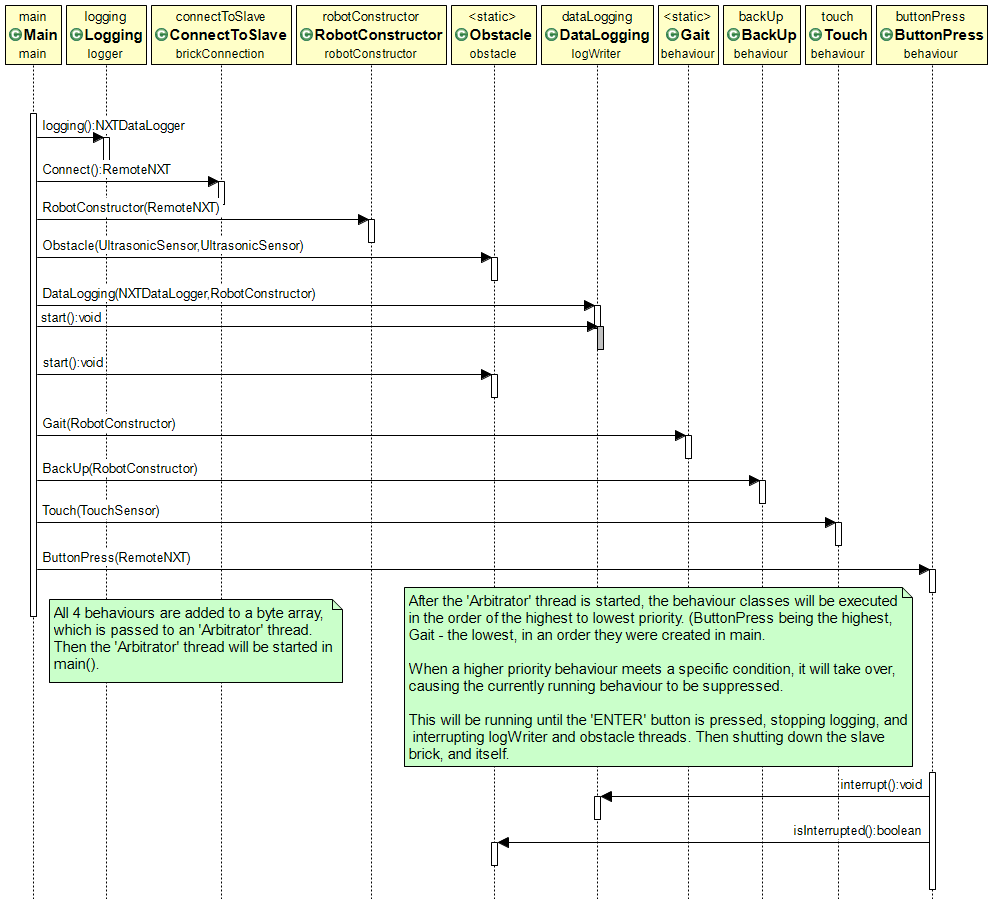 main logging connectToSlave robotConstructor <static> dataLogging <static> backUp touch buttonPress
Main Logging ConnectToSlave RobotConstructor Obstacle DataLogging Gait BackUp Touch ButtonPress
main logger brickConnection robotConstructor obstacle logWriter behaviour behaviour behaviour behaviour
logging():NXTDataLogger
Connect():RemoteNXT
RobotConstructor(RemoteNXT)
Obstacle(UltrasonicSensor,UltrasonicSensor)
DataLogging(NXTDataLogger,RobotConstructor)
start():void
start():void
Gait(RobotConstructor)
BackUp(RobotConstructor)
Touch(TouchSensor)
ButtonPress(RemoteNXT)
All 4 behaviours are added to a byte array,
which is passed to an 'Arbitrator' thread.
Then the 'Arbitrator' thread will be started in
main().
After the 'Arbitrator' thread is started, the behaviour classes will be executed
in the order of the highest to lowest priority. (ButtonPress being the highest,
Gait - the lowest, in an order they were created in main.
When a higher priority behaviour meets a specific condition, it will take over,
causing the currently running behaviour to be suppressed.
This will be running until the 'ENTER' button is pressed, stopping logging, and
interrupting logWriter and obstacle threads. Then shutting down the slave
brick, and itself.
interrupt():void
isInterrupted():boolean